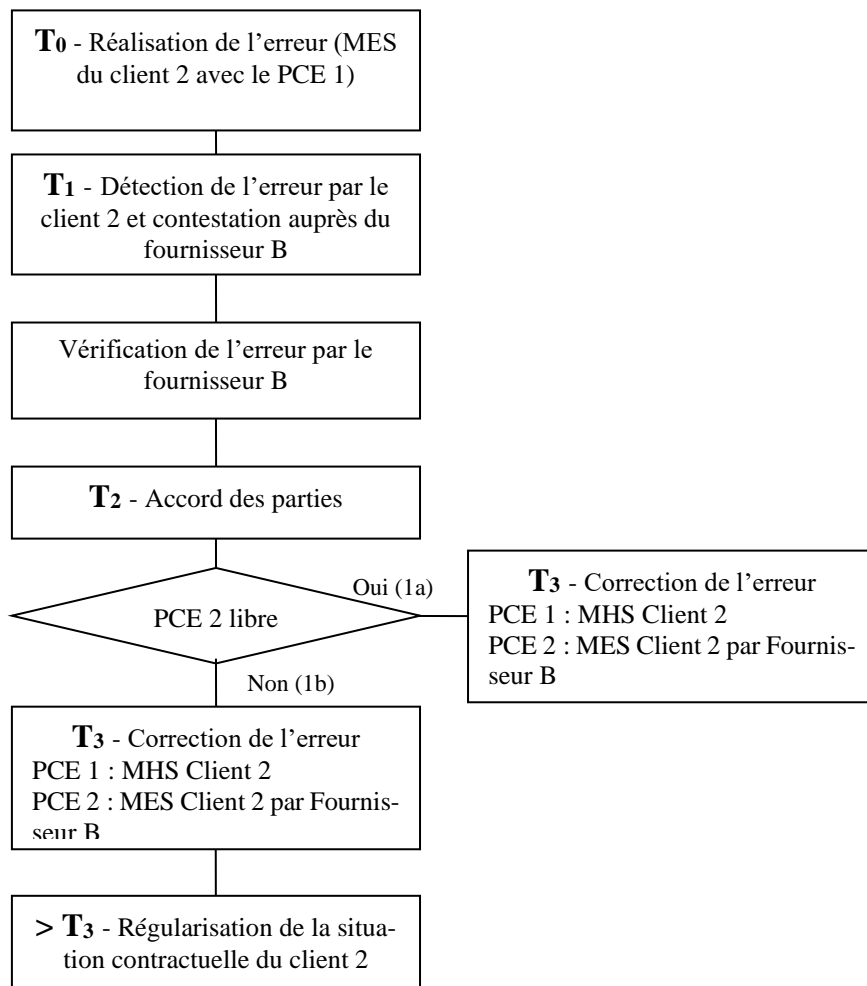 T0 - Réalisation de l’erreur (MES
du client 2 avec le PCE 1)
T1 - Détection de l’erreur par le
client 2 et contestation auprès du
fournisseur B
Vérification de l’erreur par le
fournisseur B
T2 - Accord des parties
PCE 2 libre
Oui (1a)
T3 - Correction de l’erreur
PCE 1 : MHS Client 2
PCE 2 : MES Client 2 par Fournis-
seur B
Non (1b)
T3 - Correction de l’erreur
PCE 1 : MHS Client 2
PCE 2 : MES Client 2 par Fournis-
seur B
> T3 - Régularisation de la situa-
tion contractuelle du client 2